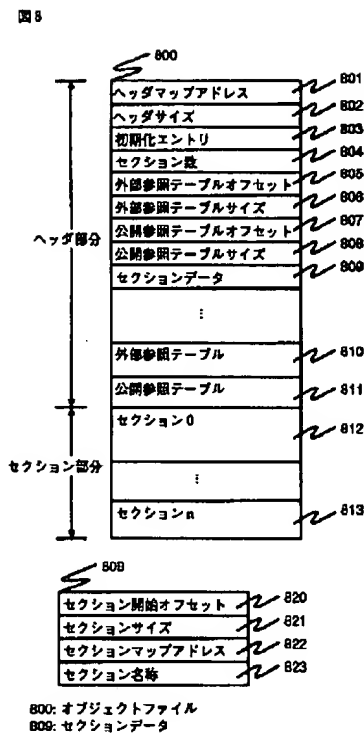 図8
800
ヘッダマップアドレス 801
ヘッダサイズ 802
初期化エントリ 803
セクション数 804
外部参照テーブルオフセット 805
外部参照テーブルサイズ 806
公開参照テーブルオフセット 807
公開参照テーブルサイズ 808
セクションデータ 809
ヘッダ部分
⋮
外部参照テーブル 810
公開参照テーブル 811
セクション0 812
セクション部分
⋮
セクションn 813
809
セクション開始オフセット 820
セクションサイズ 821
セクションマップアドレス 822
セクション名称 823
800: オブジェクトファイル
809: セクションデータ